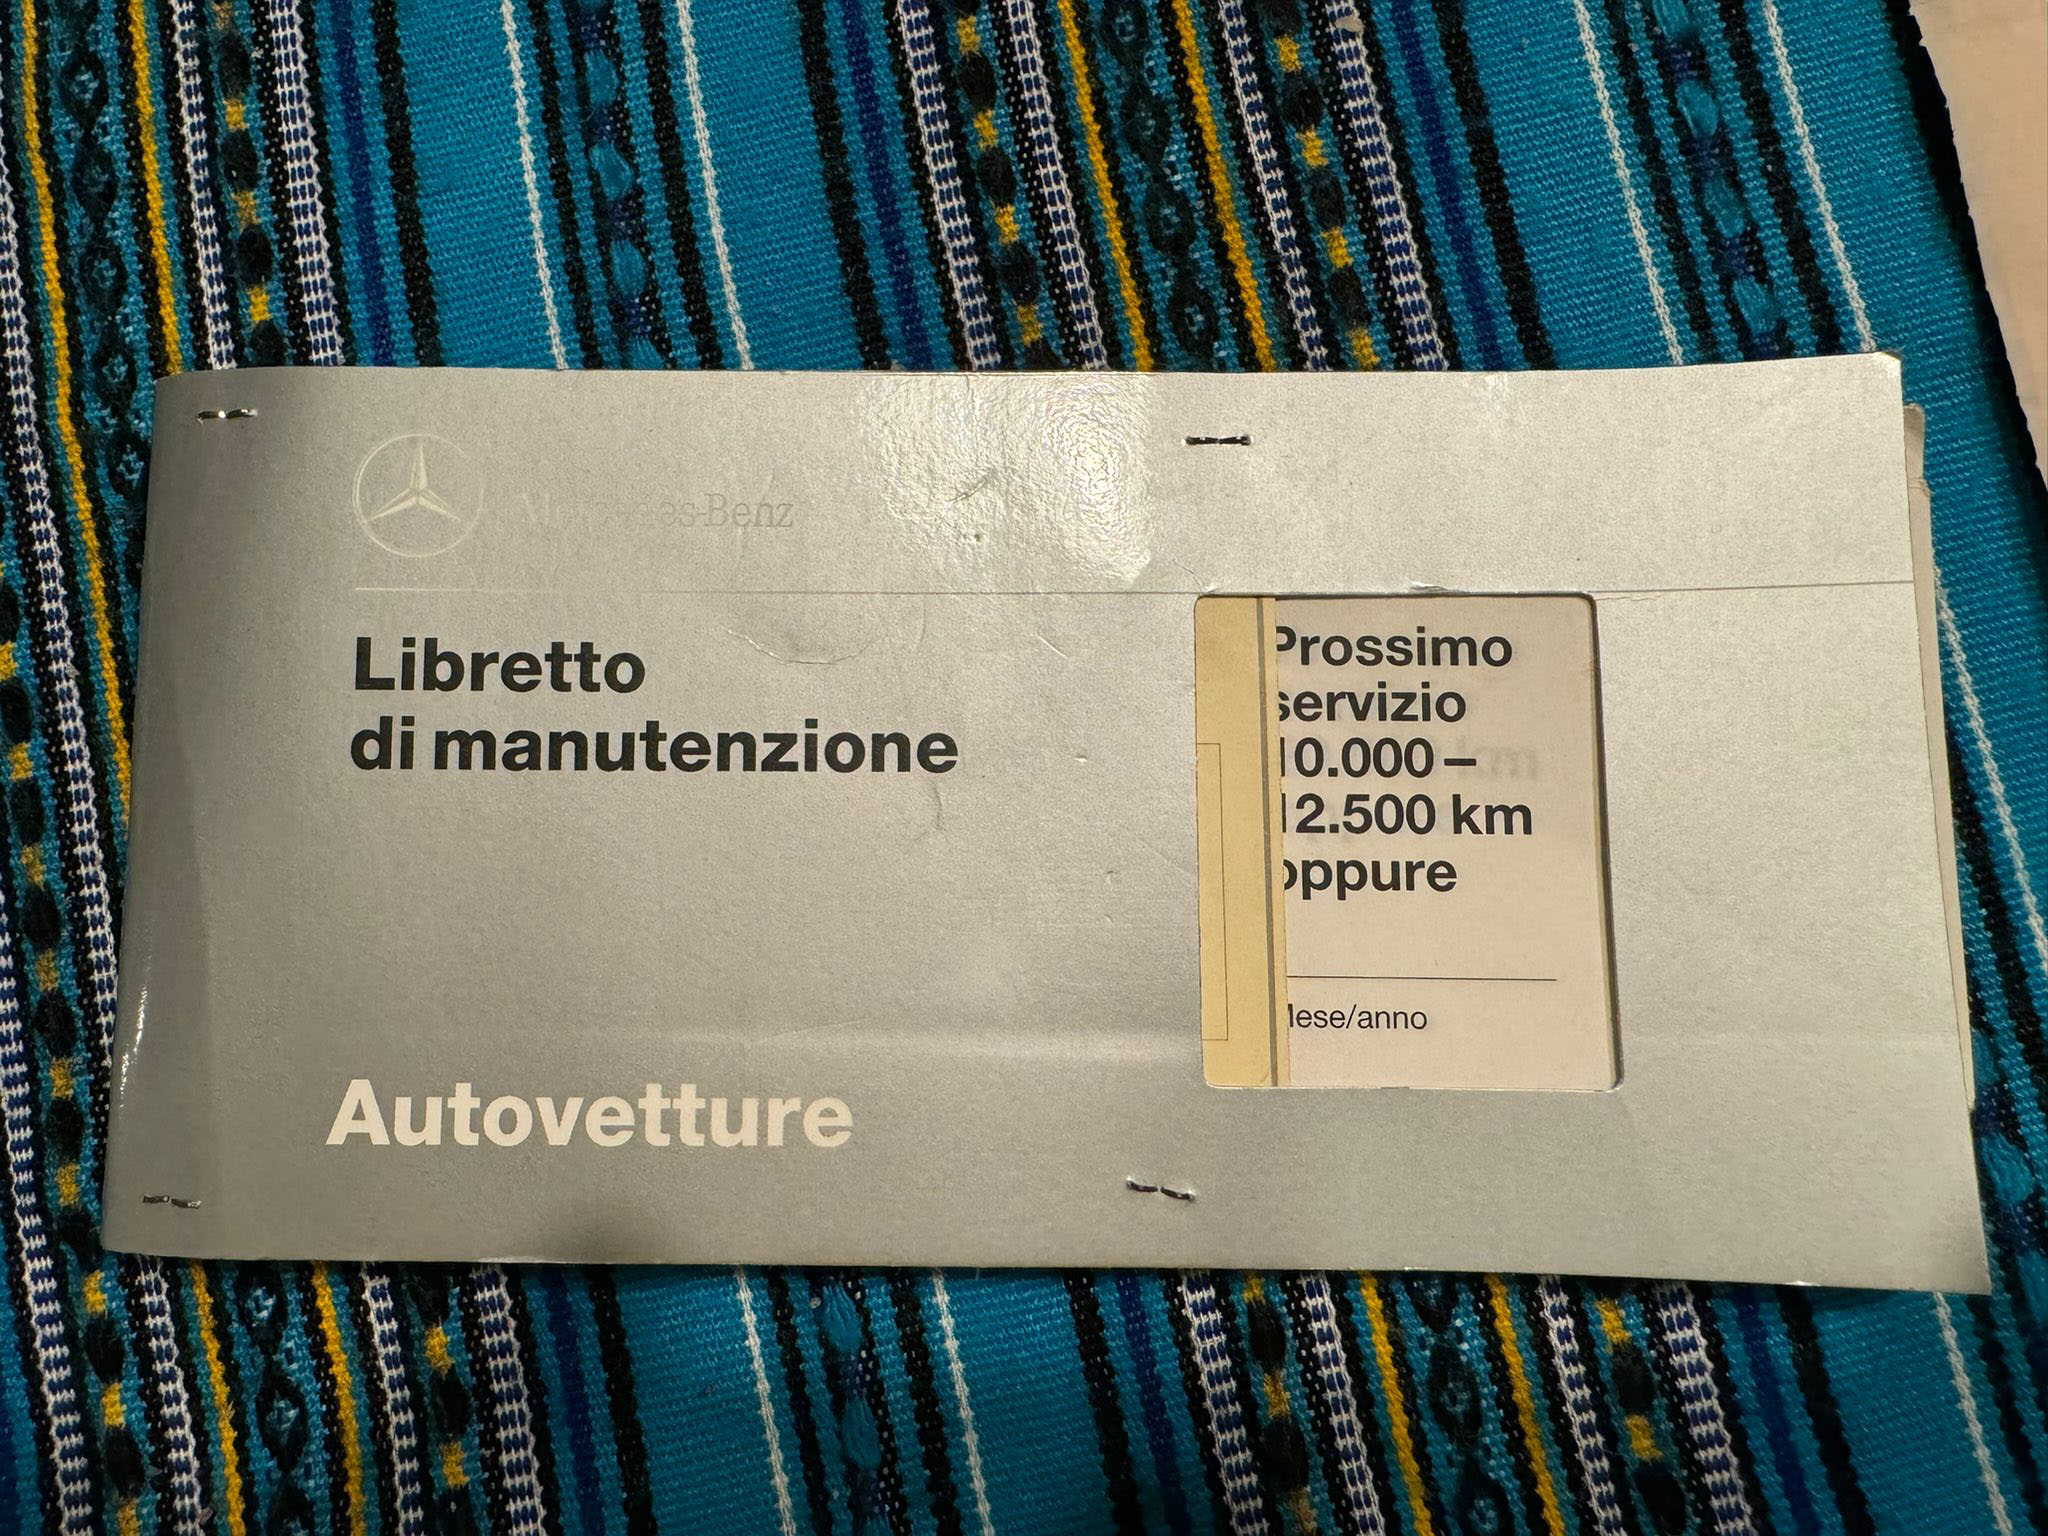 Mercedes-Benz
Libretto
di manutenzione
Prossimo
servizio
10.000–
12.500 km
oppure
Mese/anno
Autovetture